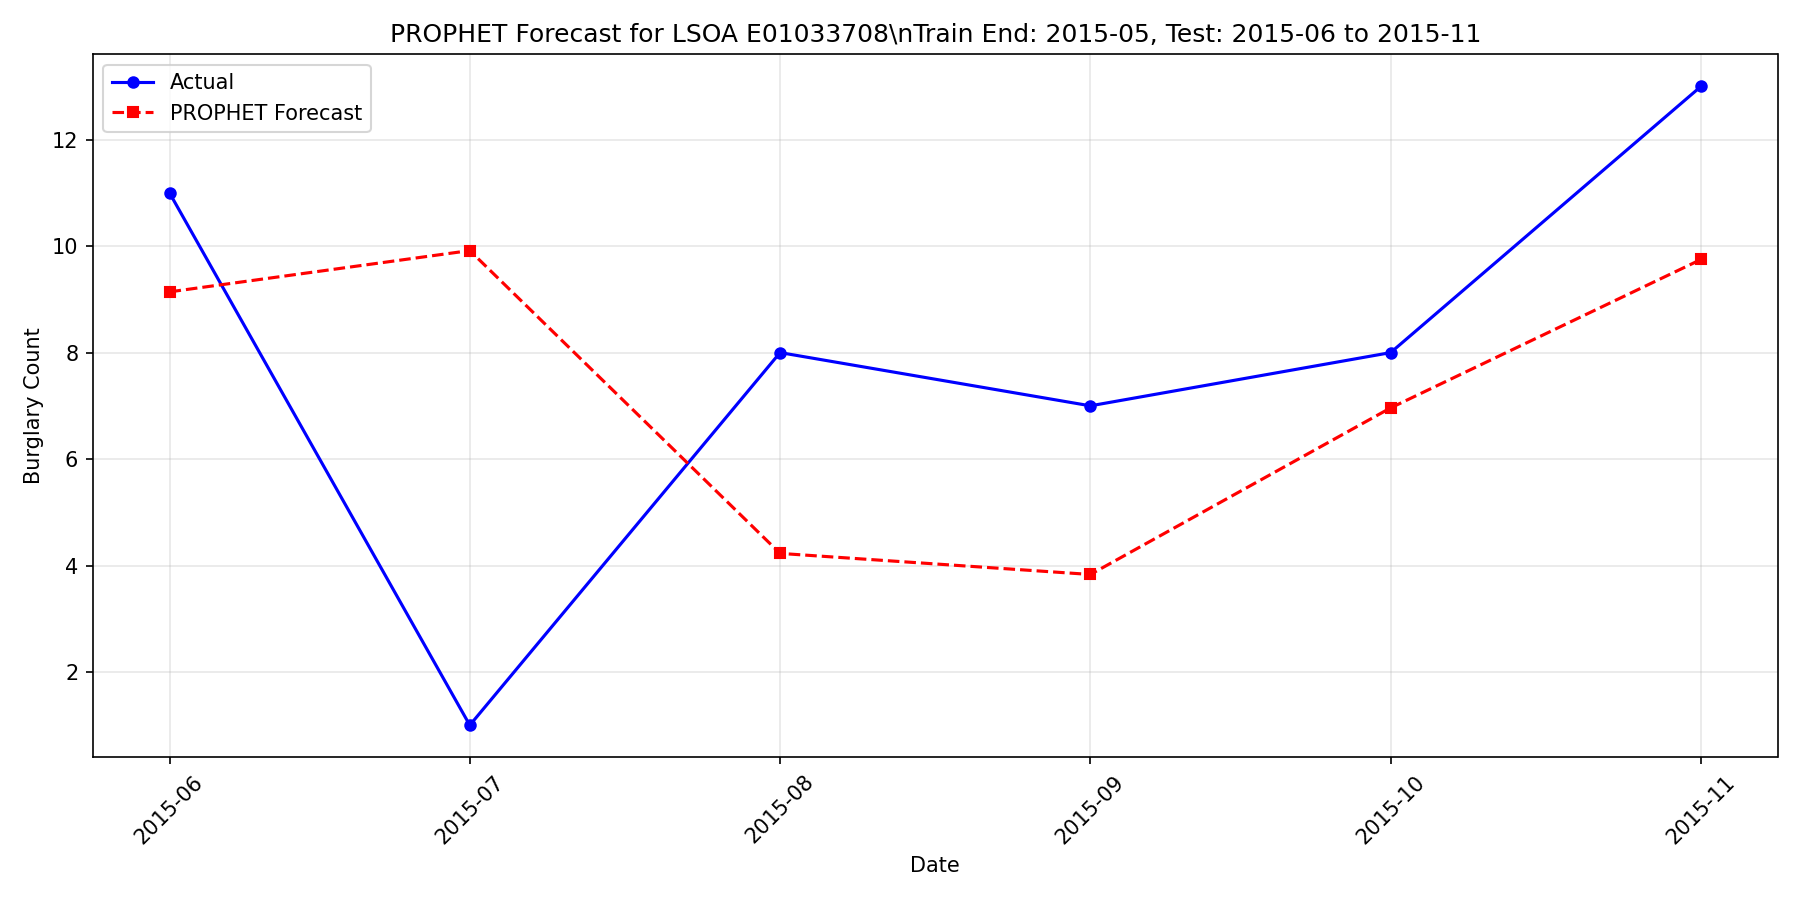 PROPHET Forecast for LSOA E01033708\nTrain End: 2015-05, Test: 2015-06 to 2015-11
Actual
PROPHET Forecast
12
10
8
6
4
2
Burglary Count
2015-06
2015-07
2015-08
2015-09
2015-10
2015-11
Date